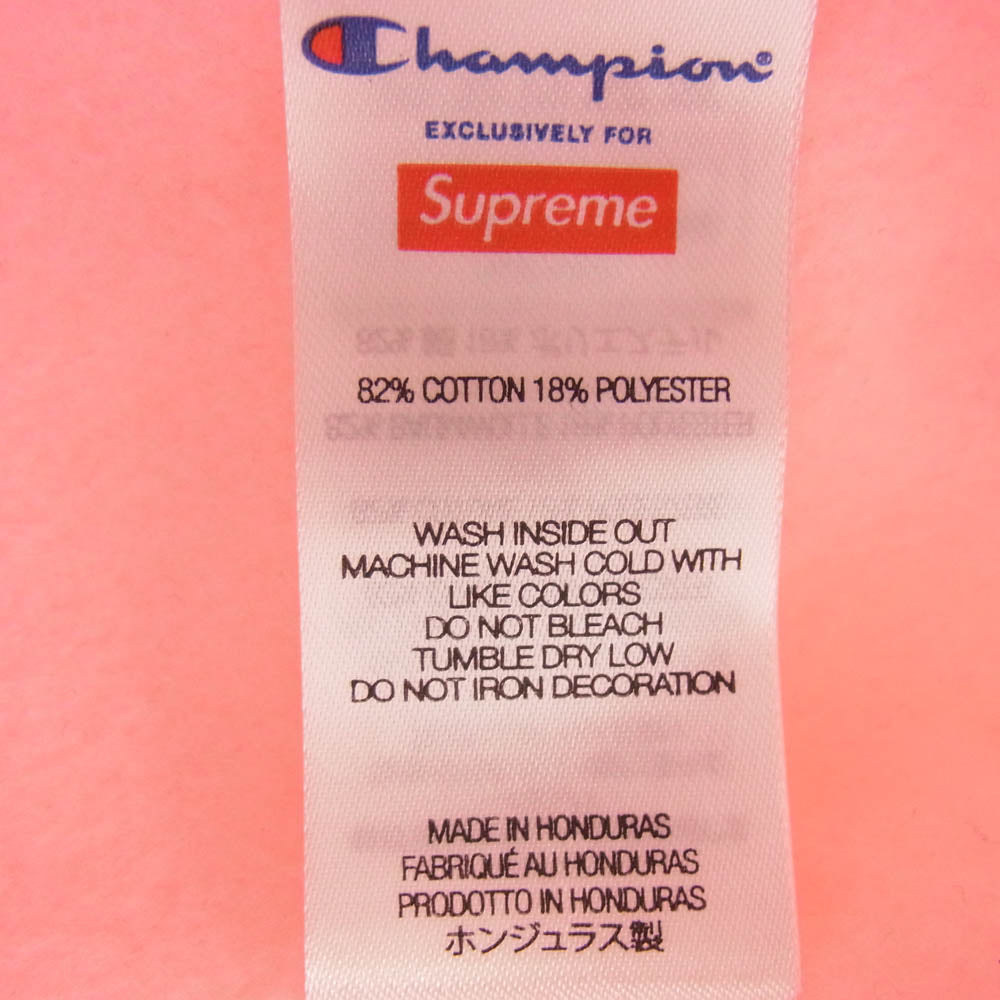 Champion®
EXCLUSIVELY FOR
Supreme
82% COTTON 18% POLYESTER
WASH INSIDE OUT
MACHINE WASH COLD WITH
LIKE COLORS
DO NOT BLEACH
TUMBLE DRY LOW
DO NOT IRON DECORATION
MADE IN HONDURAS
FABRIQUÉ AU HONDURAS
PRODOTTO IN HONDURAS
ホンジュラス製